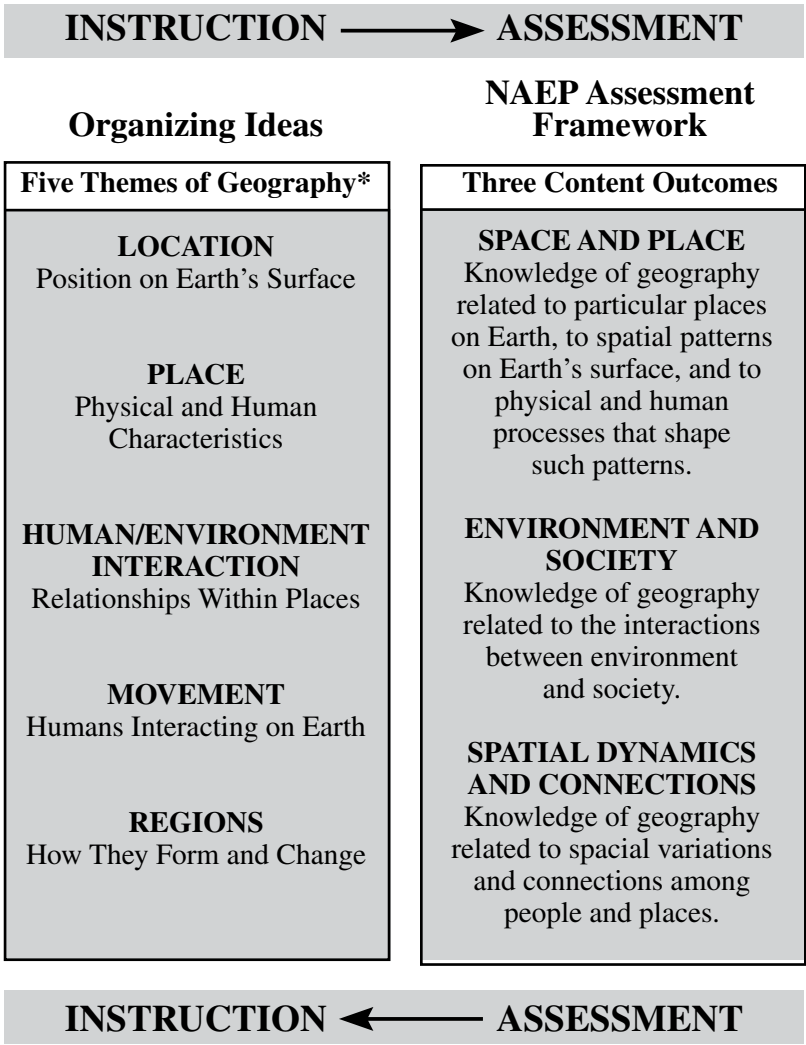 INSTRUCTION ASSESSMENT
Organizing Ideas
Five Themes of Geography*
LOCATION
Position on Earth’s Surface
PLACE
Physical and Human
Characteristics
HUMAN/ENVIRONMENT
INTERACTION
Relationships Within Places
MOVEMENT
Humans Interacting on Earth
REGIONS
How They Form and Change
NAEP Assessment
Framework
Three Content Outcomes
SPACE AND PLACE
Knowledge of geography
related to particular places
on Earth, to spatial patterns
on Earth’s surface, and to
physical and human
processes that shape
such patterns.
ENVIRONMENT AND
SOCIETY
Knowledge of geography
related to the interactions
between environment
and society.
SPATIAL DYNAMICS
AND CONNECTIONS
Knowledge of geography
related to spacial variations
and connections among
people and places.
INSTRUCTION ASSESSMENT